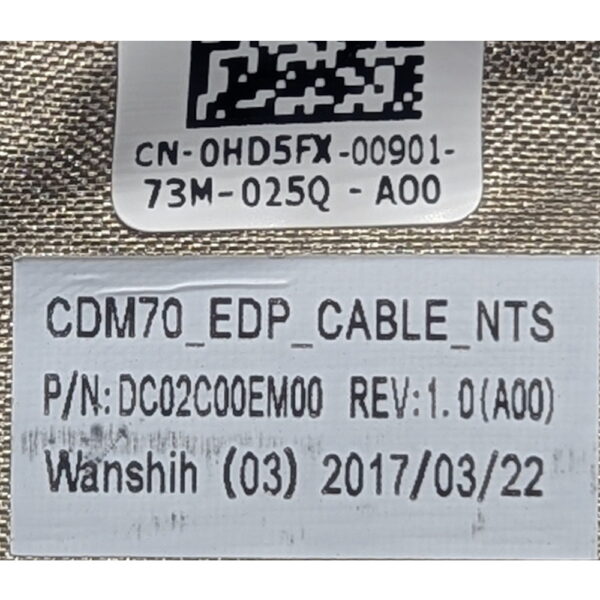 CN-0HD5FX-00901-
73M-025Q - A00
CDM70_EDP_CABLE_NTS
P/N:DC02C00EM00 REV:1.0(A00)
Wanshih (03) 2017/03/22